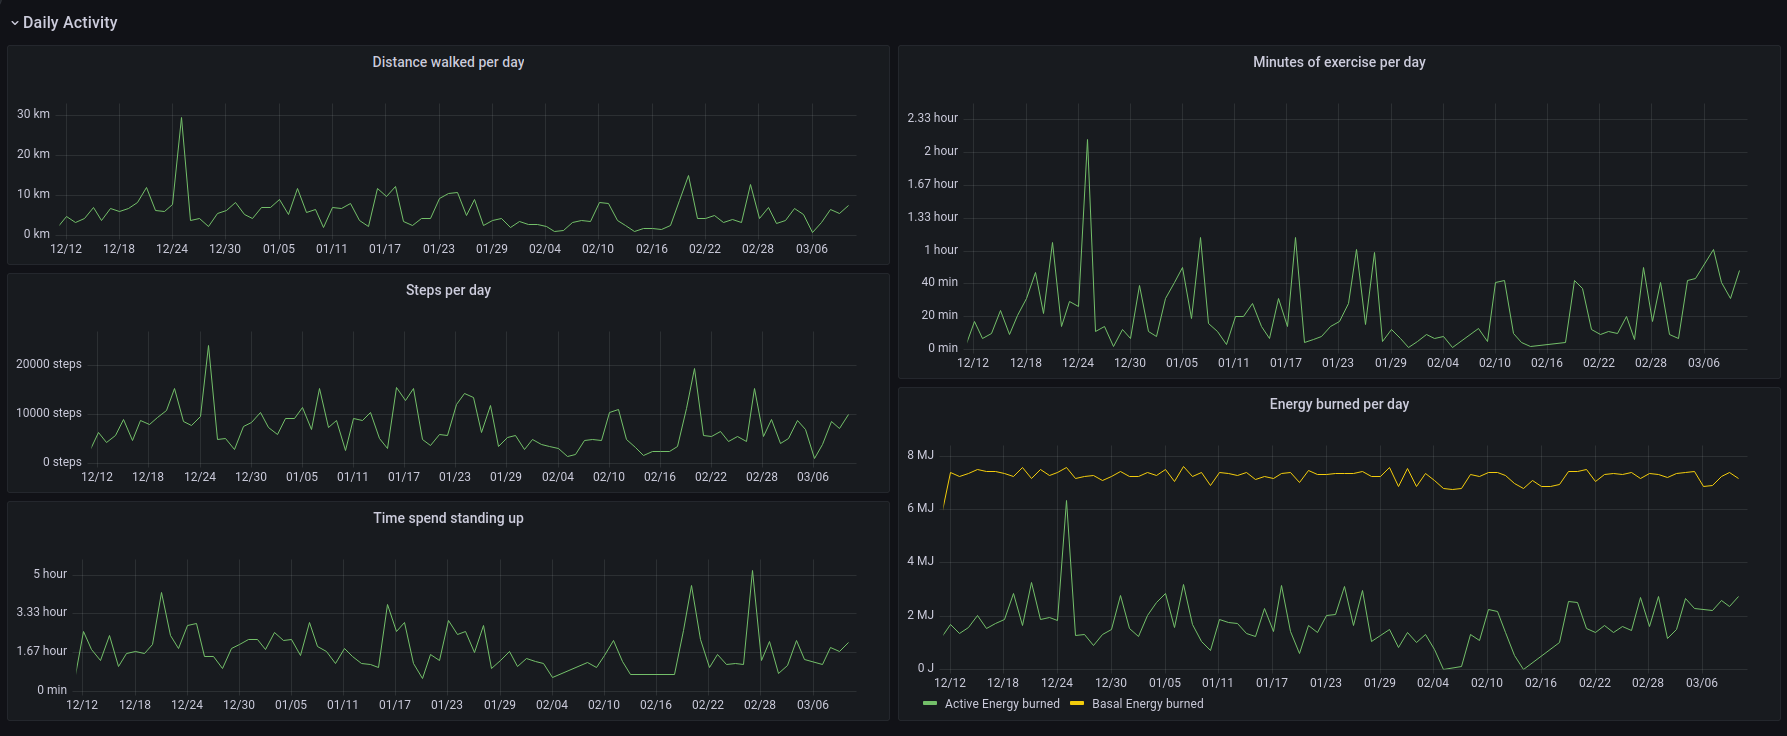 Daily Activity
Distance walked per day
30 km
20 km
10 km
0 km
12/12 12/18 12/24 12/30 01/05 01/11 01/17 01/23 01/29 02/04 02/10 02/16 02/22 02/28 03/06
Steps per day
20000 steps
10000 steps
0 steps
12/12 12/18 12/24 12/30 01/05 01/11 01/17 01/23 01/29 02/04 02/10 02/16 02/22 02/28 03/06
Time spend standing up
5 hour
3.33 hour
1.67 hour
0 min
12/12 12/18 12/24 12/30 01/05 01/11 01/17 01/23 01/29 02/04 02/10 02/16 02/22 02/28 03/06
Minutes of exercise per day
2.33 hour
2 hour
1.67 hour
1.33 hour
1 hour
40 min
20 min
0 min
12/12 12/18 12/24 12/30 01/05 01/11 01/17 01/23 01/29 02/04 02/10 02/16 02/22 02/28 03/06
Energy burned per day
8 MJ
6 MJ
4 MJ
2 MJ
0 J
12/12 12/18 12/24 12/30 01/05 01/11 01/17 01/23 01/29 02/04 02/10 02/16 02/22 02/28 03/06
Active Energy burned Basal Energy burned